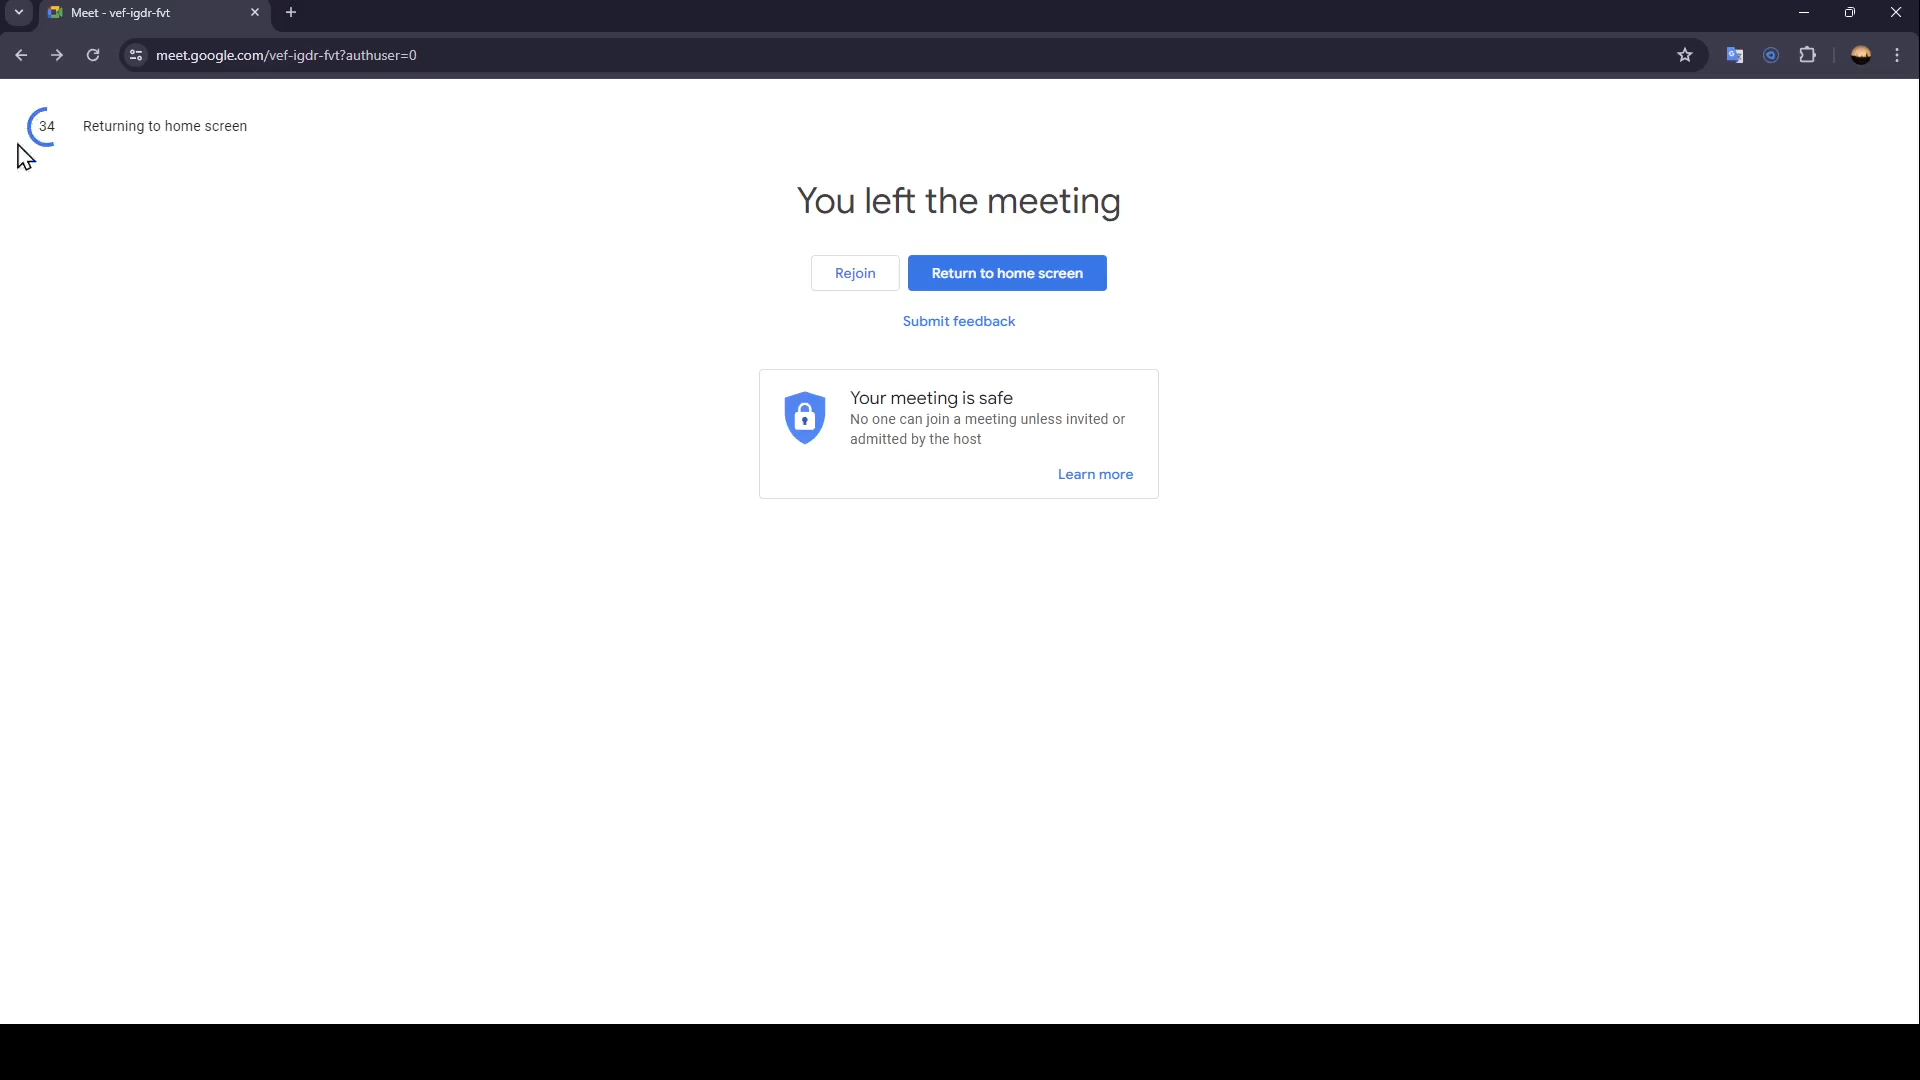 Meet - vef-igdr-fvt
meet.google.com/vef-igdr-fvt?authuser=0
34
Returning to home screen
You left the meeting
Rejoin
Return to home screen
Submit feedback
Your meeting is safe
No one can join a meeting unless invited or
admitted by the host
Learn more